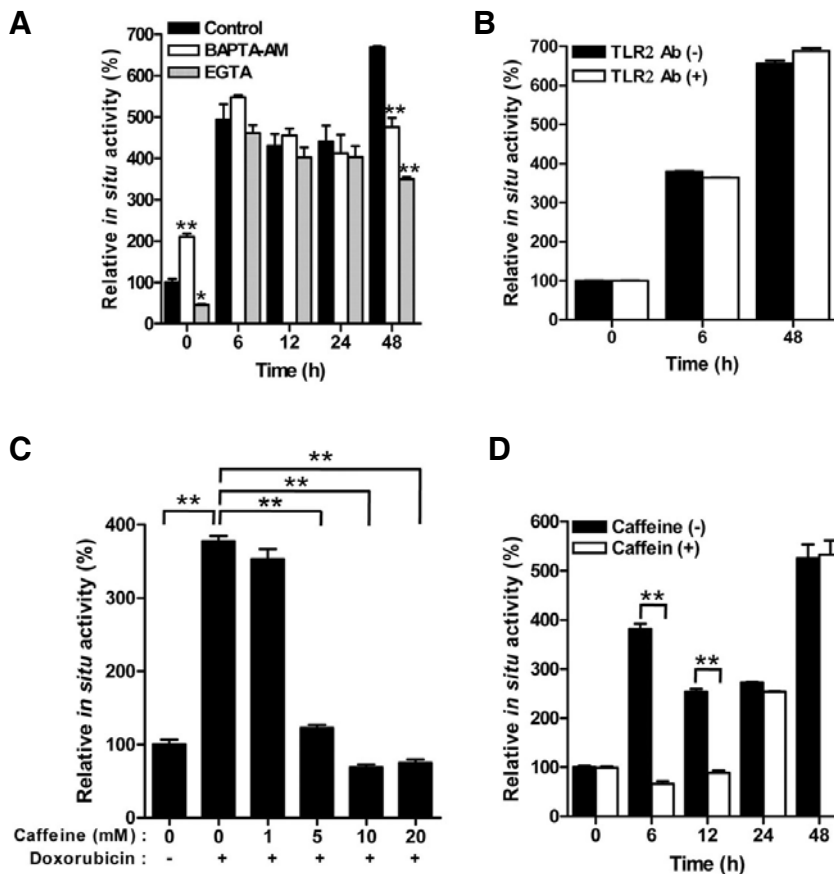 A
Control
BAPTA-AM
EGTA
Relative in situ activity (%)
700
600
500
400
300
200
100
0
**
*
**
**
0 6 12 24 48
Time (h)
B
TLR2 Ab (-)
TLR2 Ab (+)
Relative in situ activity (%)
700
600
500
400
300
200
100
0
0 6 48
Time (h)
C
**
**
**
**
Relative in situ activity (%)
400
300
200
100
0
Caffeine (mM) : 0 0 1 5 10 20
Doxorubicin : - + + + + +
D
Caffeine (-)
Caffein (+)
Relative in situ activity (%)
600
500
400
300
200
100
0
**
**
0 6 12 24 48
Time (h)